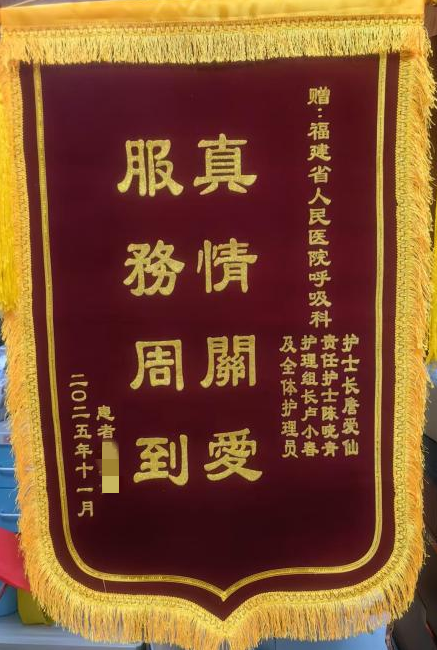 赠：福建省人民医院呼吸科
护士长詹爱仙
责任护士陈晓青
护理组长卢小春
及全体护理员
真情關愛
服務周到
患者
二〇二五年十一月